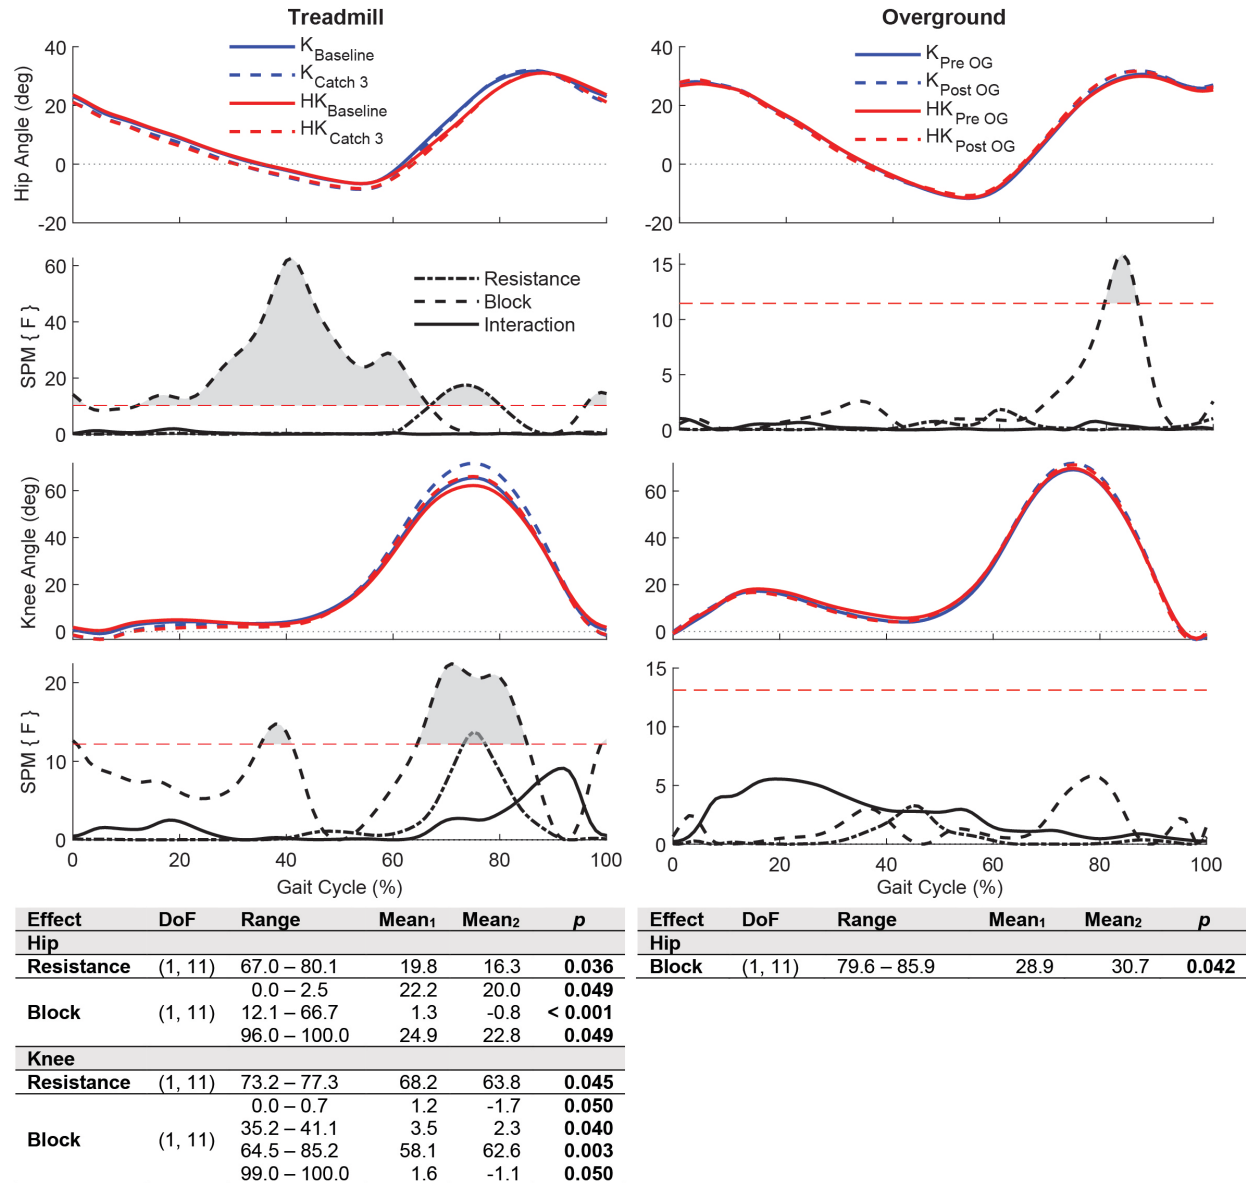 Treadmill
Overground
K Baseline
K Catch 3
HK Baseline
HK Catch 3
K Pre OG
K Post OG
HK Pre OG
HK Post OG
Hip Angle (deg)
40
20
0
-20
40
20
0
-20
SPM { F }
60
40
20
0
Resistance
Block
Interaction
15
10
5
0
Knee Angle (deg)
60
40
20
0
60
40
20
0
SPM { F }
20
10
0
15
10
5
0
0 20 40 60 80 100
0 20 40 60 80 100
Gait Cycle (%)
Gait Cycle (%)
Effect DoF Range Mean1 Mean2 p
Hip
Resistance (1, 11) 67.0 – 80.1 19.8 16.3 0.036
0.0 – 2.5 22.2 20.0 0.049
Block (1, 11) 12.1 – 66.7 1.3 -0.8 < 0.001
96.0 – 100.0 24.9 22.8 0.049
Knee
Resistance (1, 11) 73.2 – 77.3 68.2 63.8 0.045
0.0 – 0.7 1.2 -1.7 0.050
35.2 – 41.1 3.5 2.3 0.040
Block (1, 11)
64.5 – 85.2 58.1 62.6 0.003
99.0 – 100.0 1.6 -1.1 0.050
Effect DoF Range Mean1 Mean2 p
Hip
Block (1, 11) 79.6 – 85.9 28.9 30.7 0.042